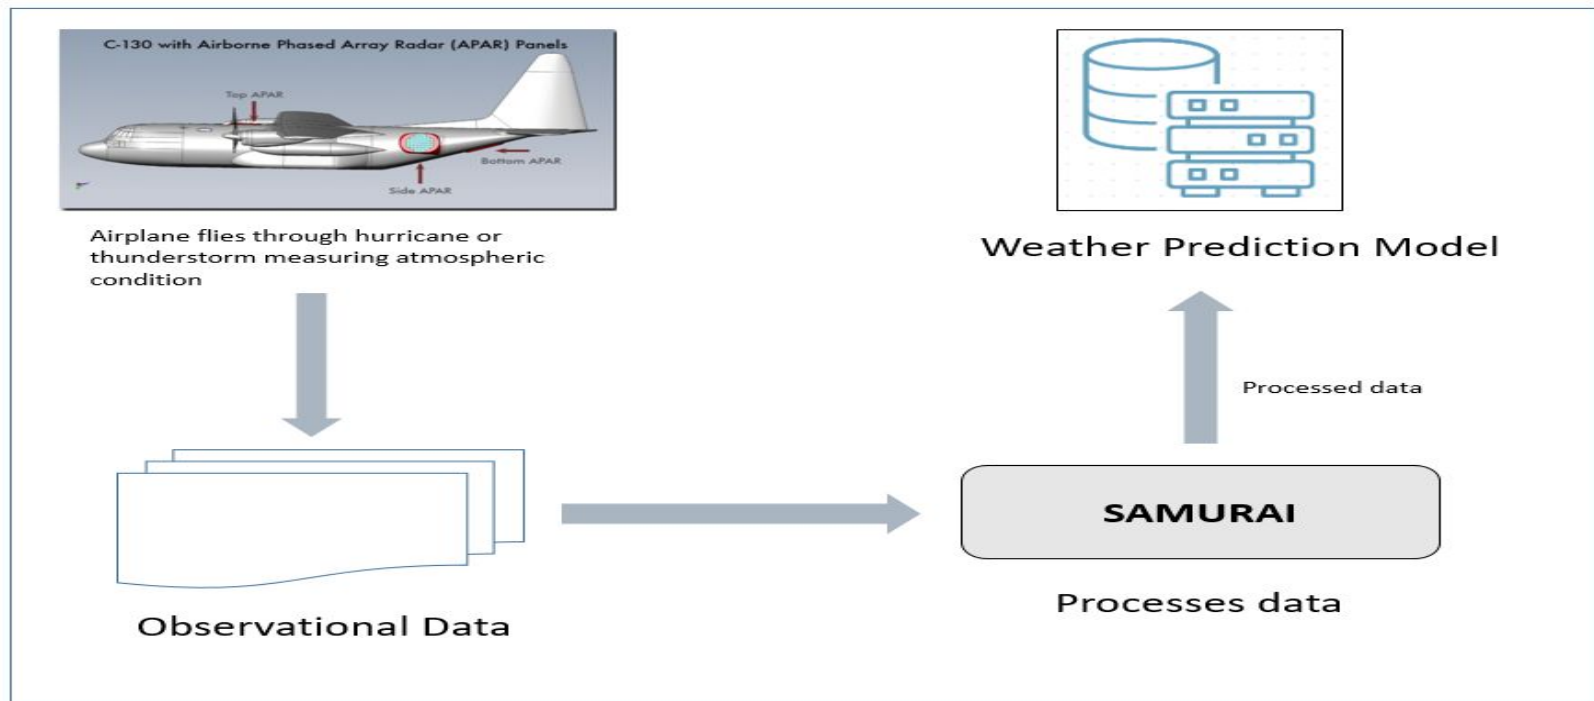 C-130 with Airborne Phased Array Radar (APAR) Panels
Top APAR
Bottom APAR
Side APAR
Airplane flies through hurricane or
thunderstorm measuring atmospheric
condition
Weather Prediction Model
Processed data
SAMURAI
Processes data
Observational Data